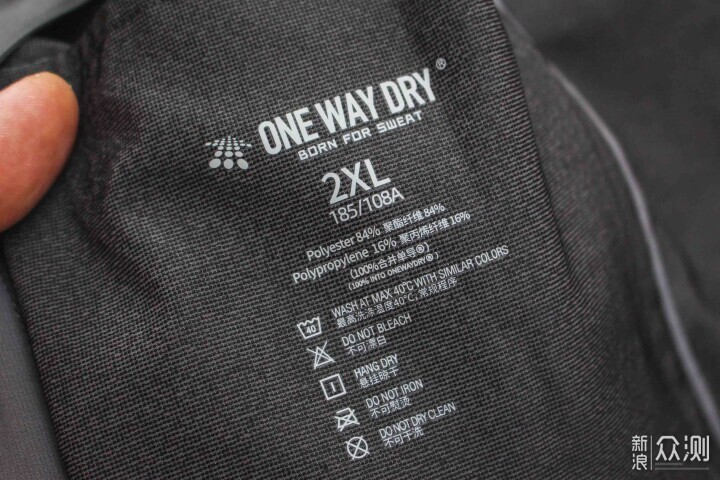 ONE WAY DRY®
BORN FOR SWEAT
2XL
185/108A
Polyester 84% 聚酯纤维 84%
Polypropylene 16% 聚丙烯纤维 16%
(100%合并单导®)
(100% INTO ONEWAYDRY®)
40
WASH AT MAX 40℃ WITH SIMILAR COLORS
最高洗涤温度40℃,常规程序
DO NOT BLEACH
不可漂白
HANG DRY
悬挂晾干
DO NOT IRON
不可熨烫
DO NOT DRY CLEAN
不可干洗
新浪 众测